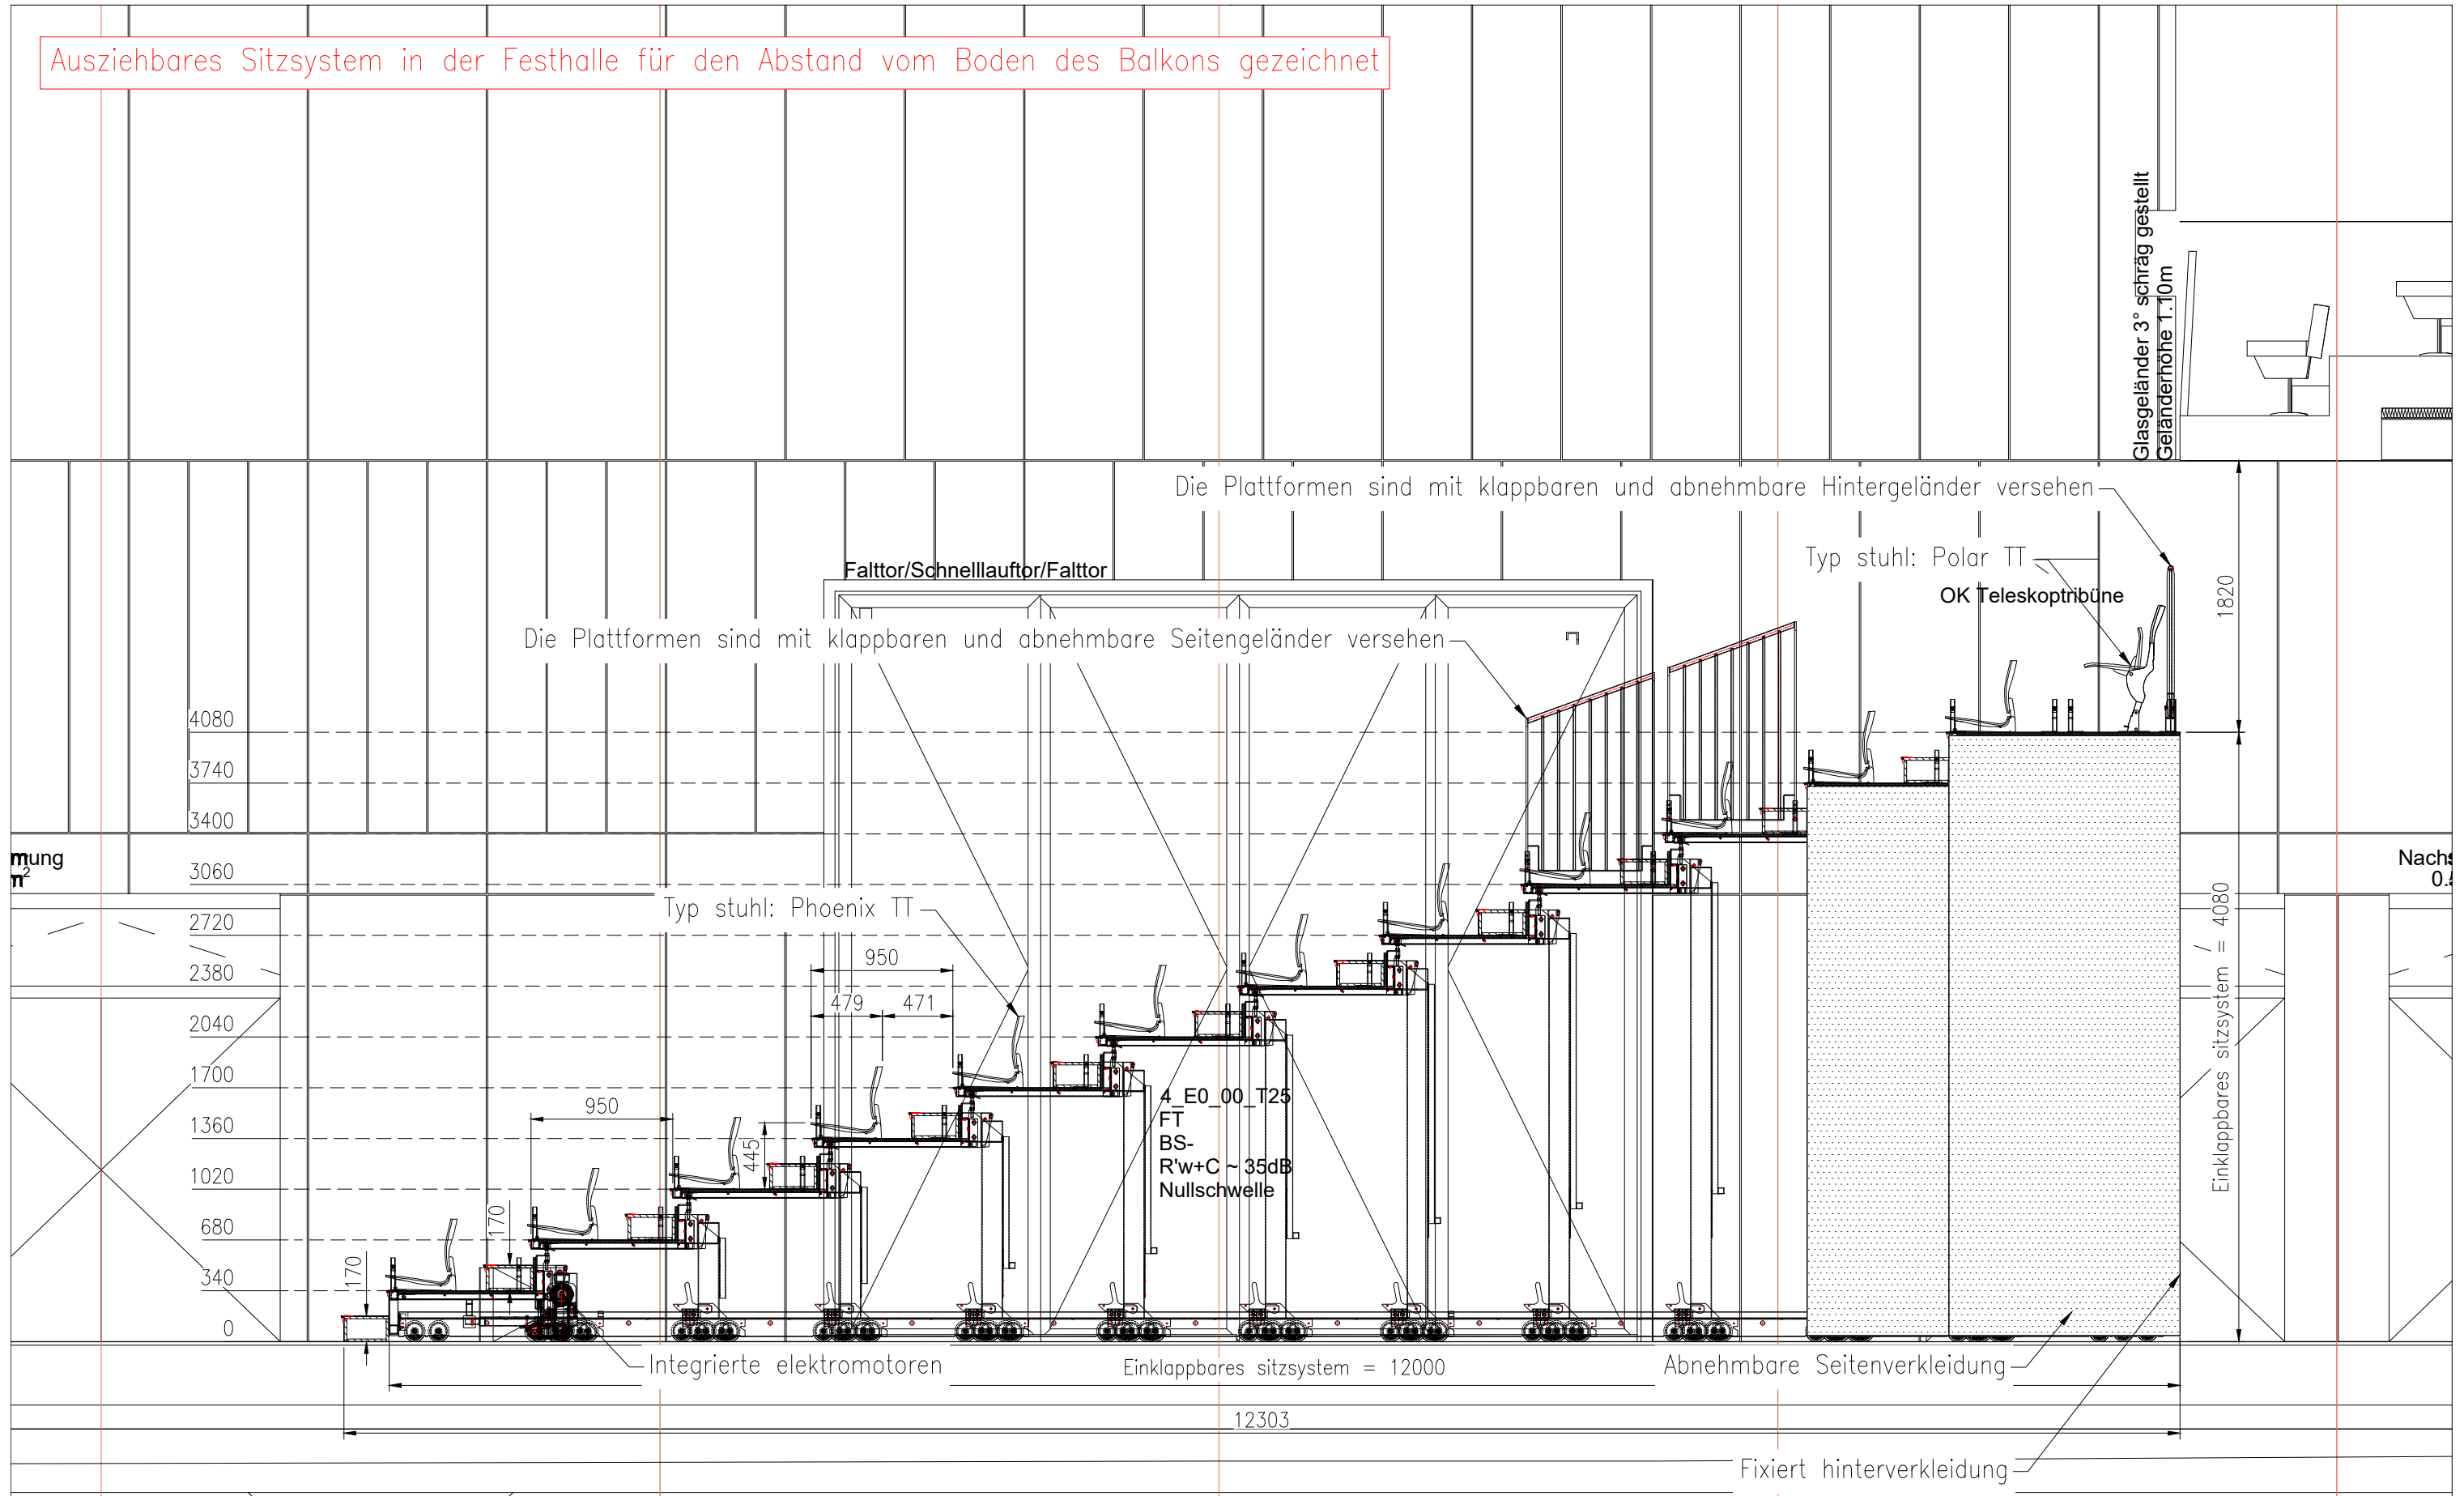 Ausziehbares Sitzsystem in der Festhalle für den Abstand vom Boden des Balkons gezeichnet
Glasgeländer 3° schräg gestellt
Geländerhöhe 1.10m
Die Plattformen sind mit klappbaren und abnehmbare Hintergeländer versehen
Typ stuhl: Polar TT
OK Teleskoptribüne
1820
Falttor/Schnelllauftor/Falttor
Die Plattformen sind mit klappbaren und abnehmbare Seitengeländer versehen
4080
3740
3400
3060
2720
2380
2040
1700
1360
1020
680
340
0
mung
m²
Nachs
0.
Typ stuhl: Phoenix TT
950
479
471
950
445
170
170
4_E0_00_T25
FT
BS-
R'w+C ~ 35dB
Nullschwelle
Einklappbares sitzsystem = 4080
Integrierte elektromotoren
Einklappbares sitzsystem = 12000
Abnehmbare Seitenverkleidung
12303
Fixiert hinterverkleidung